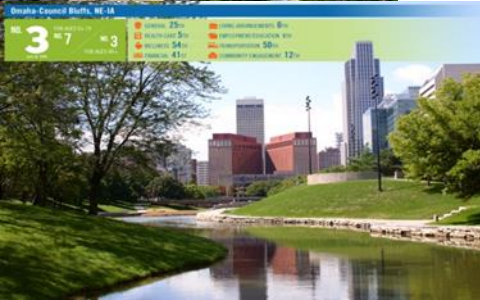 Omaha-Council Bluffs, NE-IA
NO. 3
NO. 7
NO. 3
GENERAL 25TH
HEALTH CARE 5TH
WELLNESS 54TH
FINANCIAL 41ST
LIVING ARRANGEMENTS 6TH
EMPLOYMENT/EDUCATION 9TH
TRANSPORTATION 50TH
COMMUNITY ENGAGEMENT 12TH